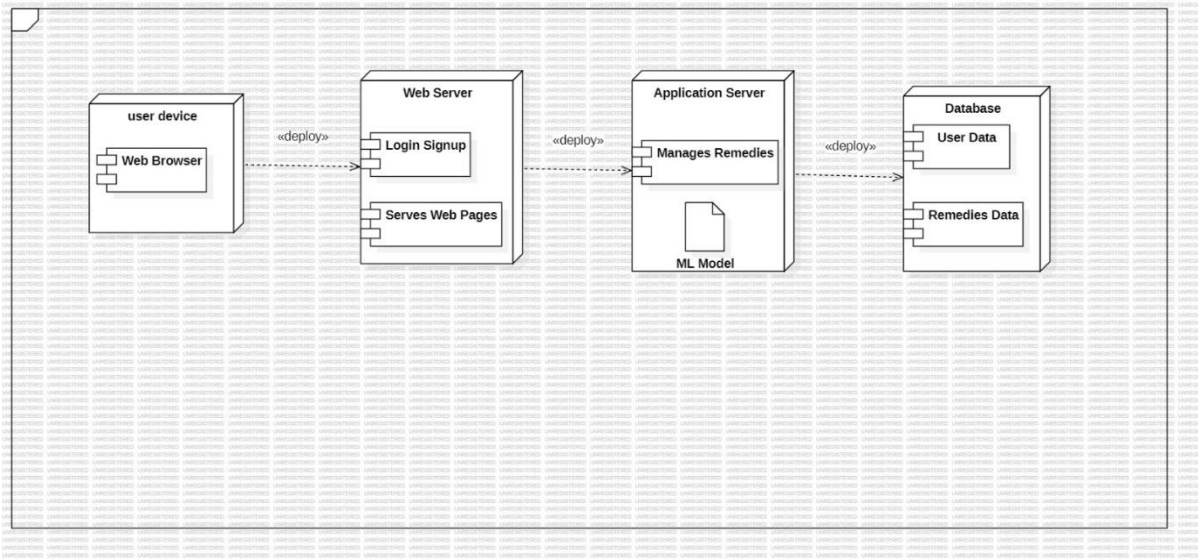 user device
Web Browser
«deploy»
Web Server
Login Signup
Serves Web Pages
«deploy»
Application Server
Manages Remedies
ML Model
«deploy»
Database
User Data
Remedies Data
UNREGISTERED